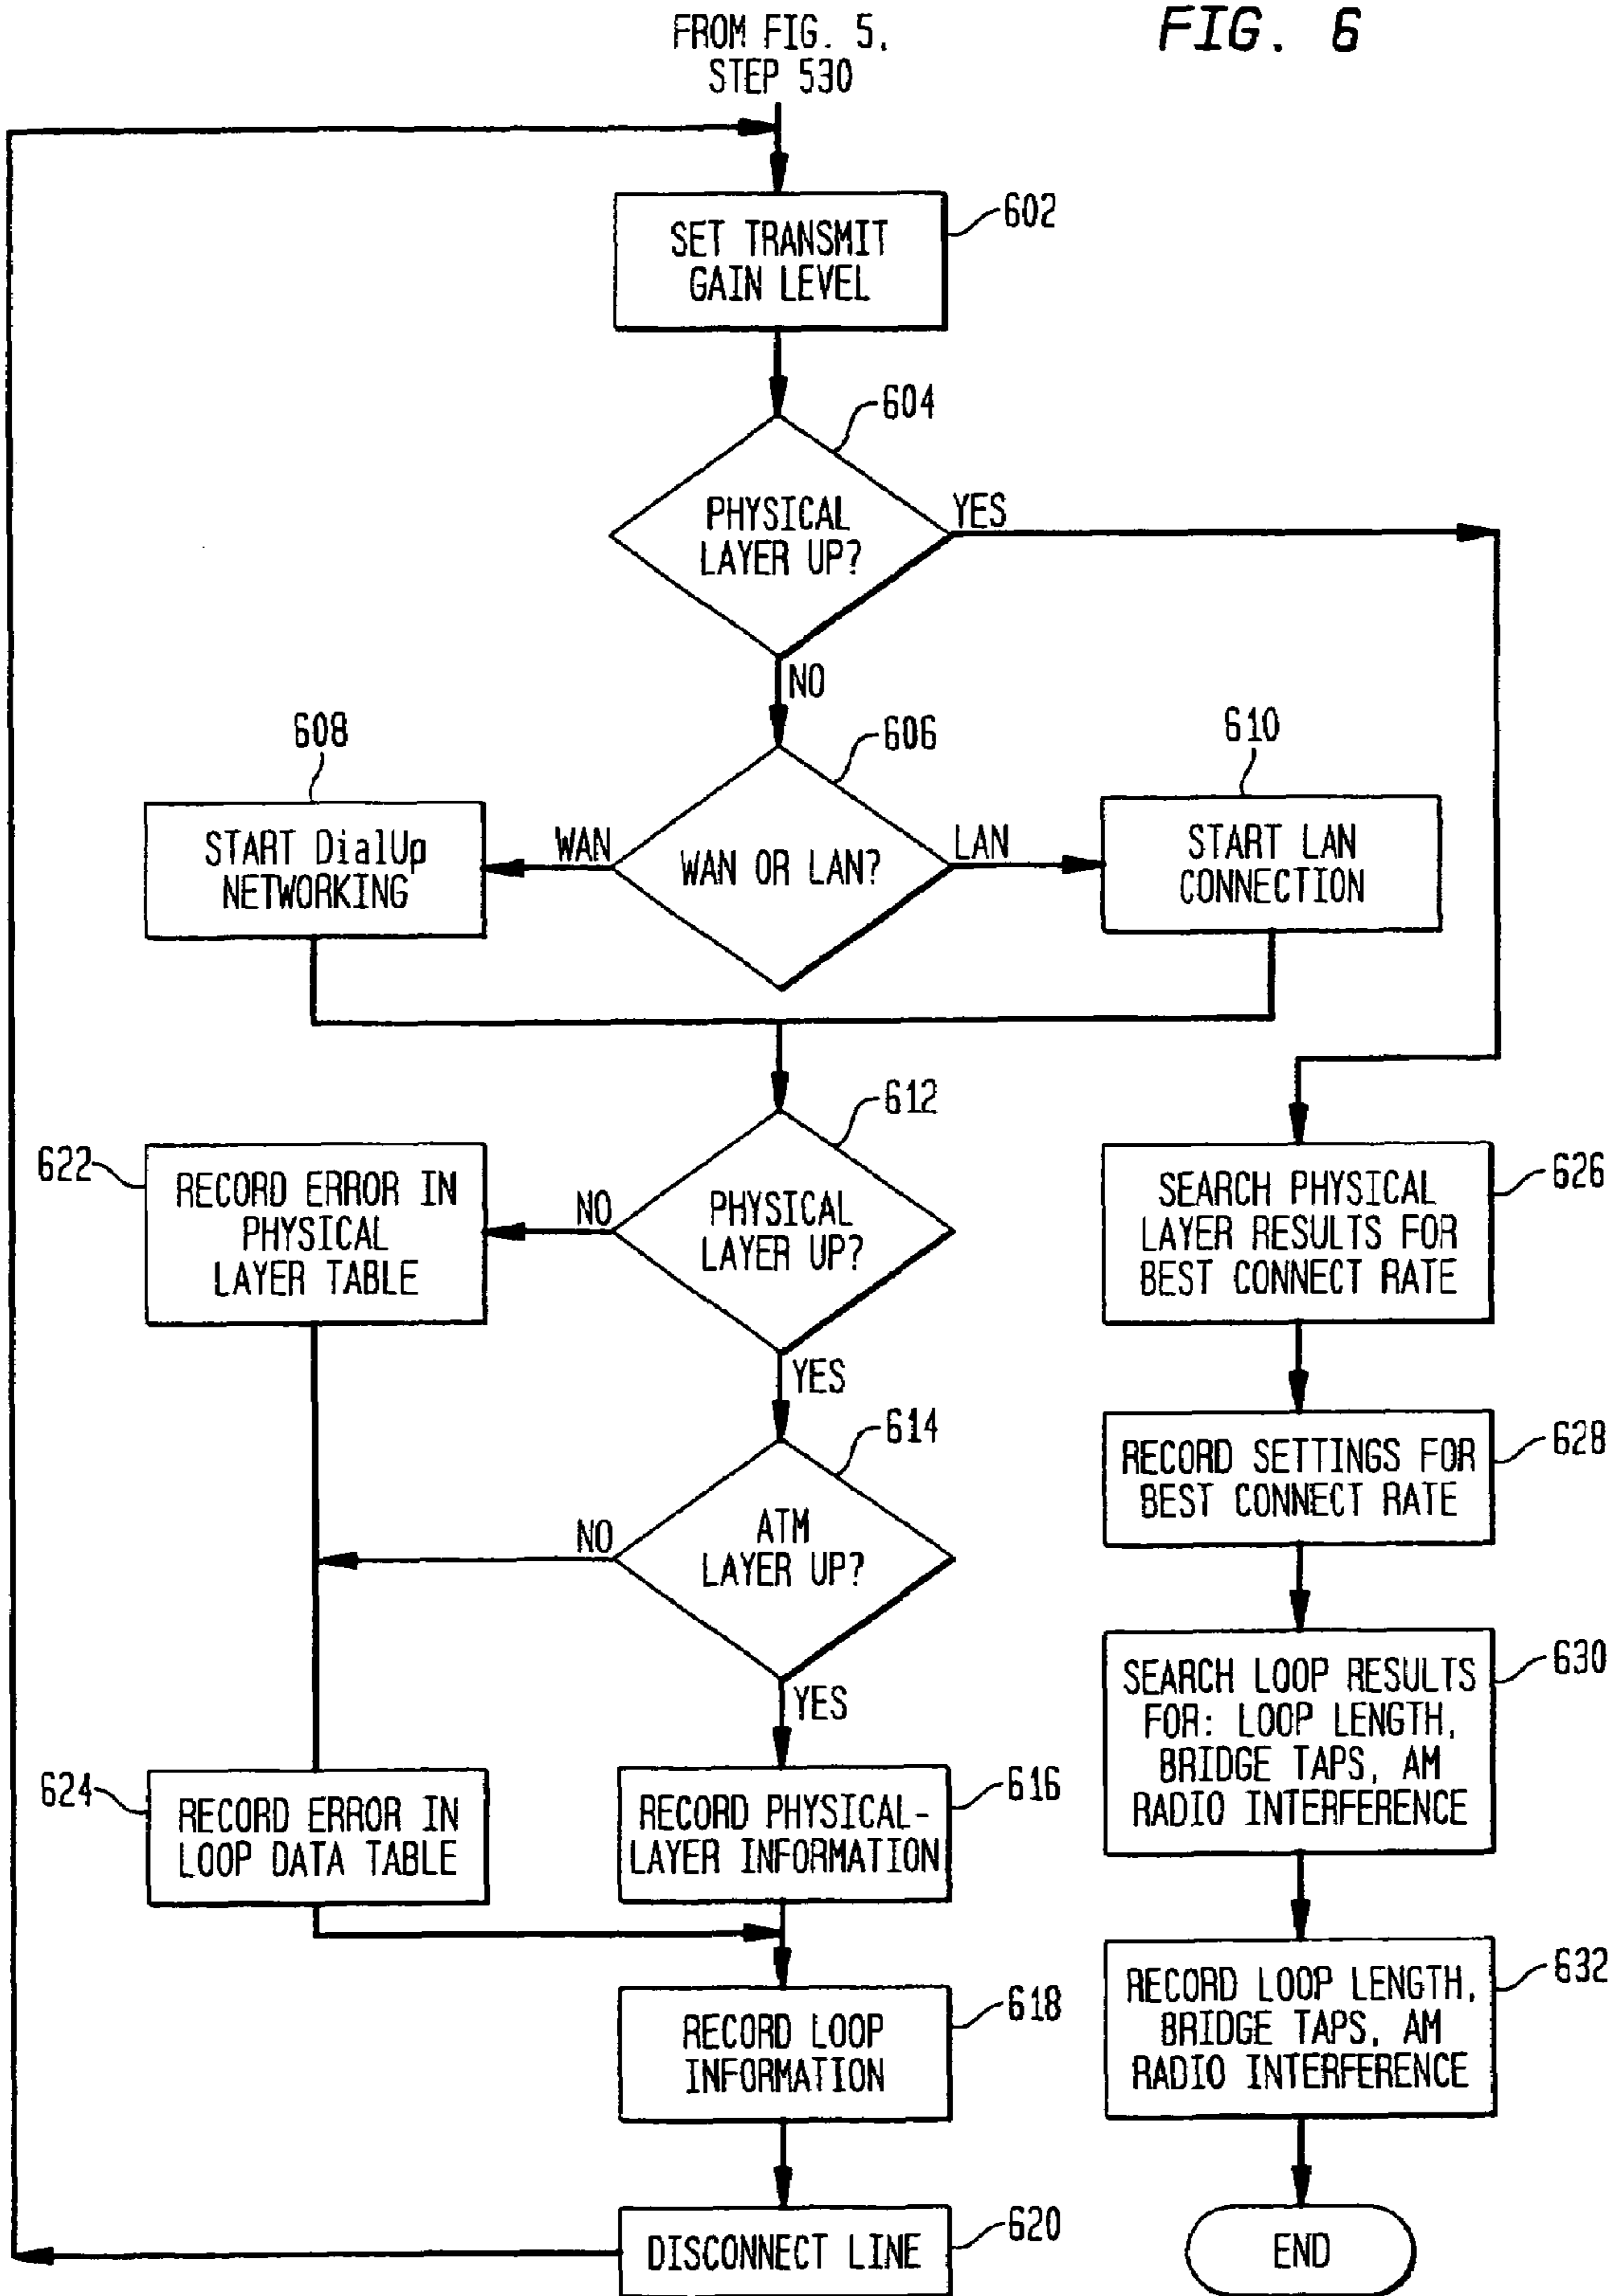 FROM FIG. 5,
STEP 530
FIG. 6
SET TRANSMIT
GAIN LEVEL
602
604
PHYSICAL
LAYER UP?
YES
NO
606
WAN OR LAN?
WAN
LAN
608
START DialUp
NETWORKING
610
START LAN
CONNECTION
612
PHYSICAL
LAYER UP?
NO
YES
622
RECORD ERROR IN
PHYSICAL
LAYER TABLE
614
ATM
LAYER UP?
NO
YES
624
RECORD ERROR IN
LOOP DATA TABLE
616
RECORD PHYSICAL-
LAYER INFORMATION
618
RECORD LOOP
INFORMATION
620
DISCONNECT LINE
626
SEARCH PHYSICAL
LAYER RESULTS FOR
BEST CONNECT RATE
628
RECORD SETTINGS FOR
BEST CONNECT RATE
630
SEARCH LOOP RESULTS
FOR: LOOP LENGTH,
BRIDGE TAPS, AM
RADIO INTERFERENCE
632
RECORD LOOP LENGTH,
BRIDGE TAPS, AM
RADIO INTERFERENCE
END